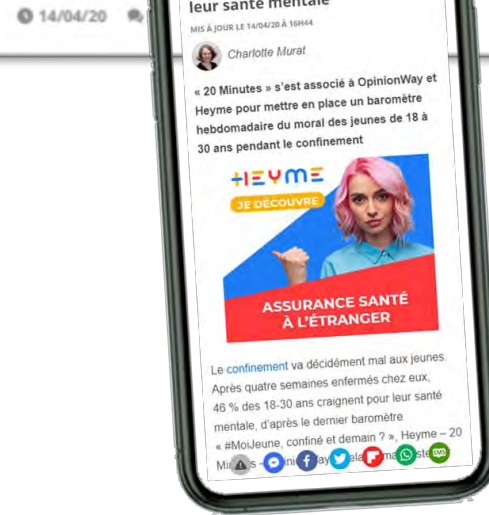 14/04/20
leur santé mentale
MIS À JOUR LE 14/04/20 À 16H44
Charlotte Murat
« 20 Minutes » s'est associé à OpinionWay et
Heyme pour mettre en place un baromètre
hebdomadaire du moral des jeunes de 18 à
30 ans pendant le confinement
HEYME
JE DÉCOUVRE
ASSURANCE SANTÉ
À L'ÉTRANGER
Le confinement va décidément mal aux jeunes.
Après quatre semaines enfermés chez eux,
46 % des 18-30 ans craignent pour leur santé
mentale, d'après le dernier baromètre
« #MoiJeune, confiné et demain ? », Heyme – 20
SMS